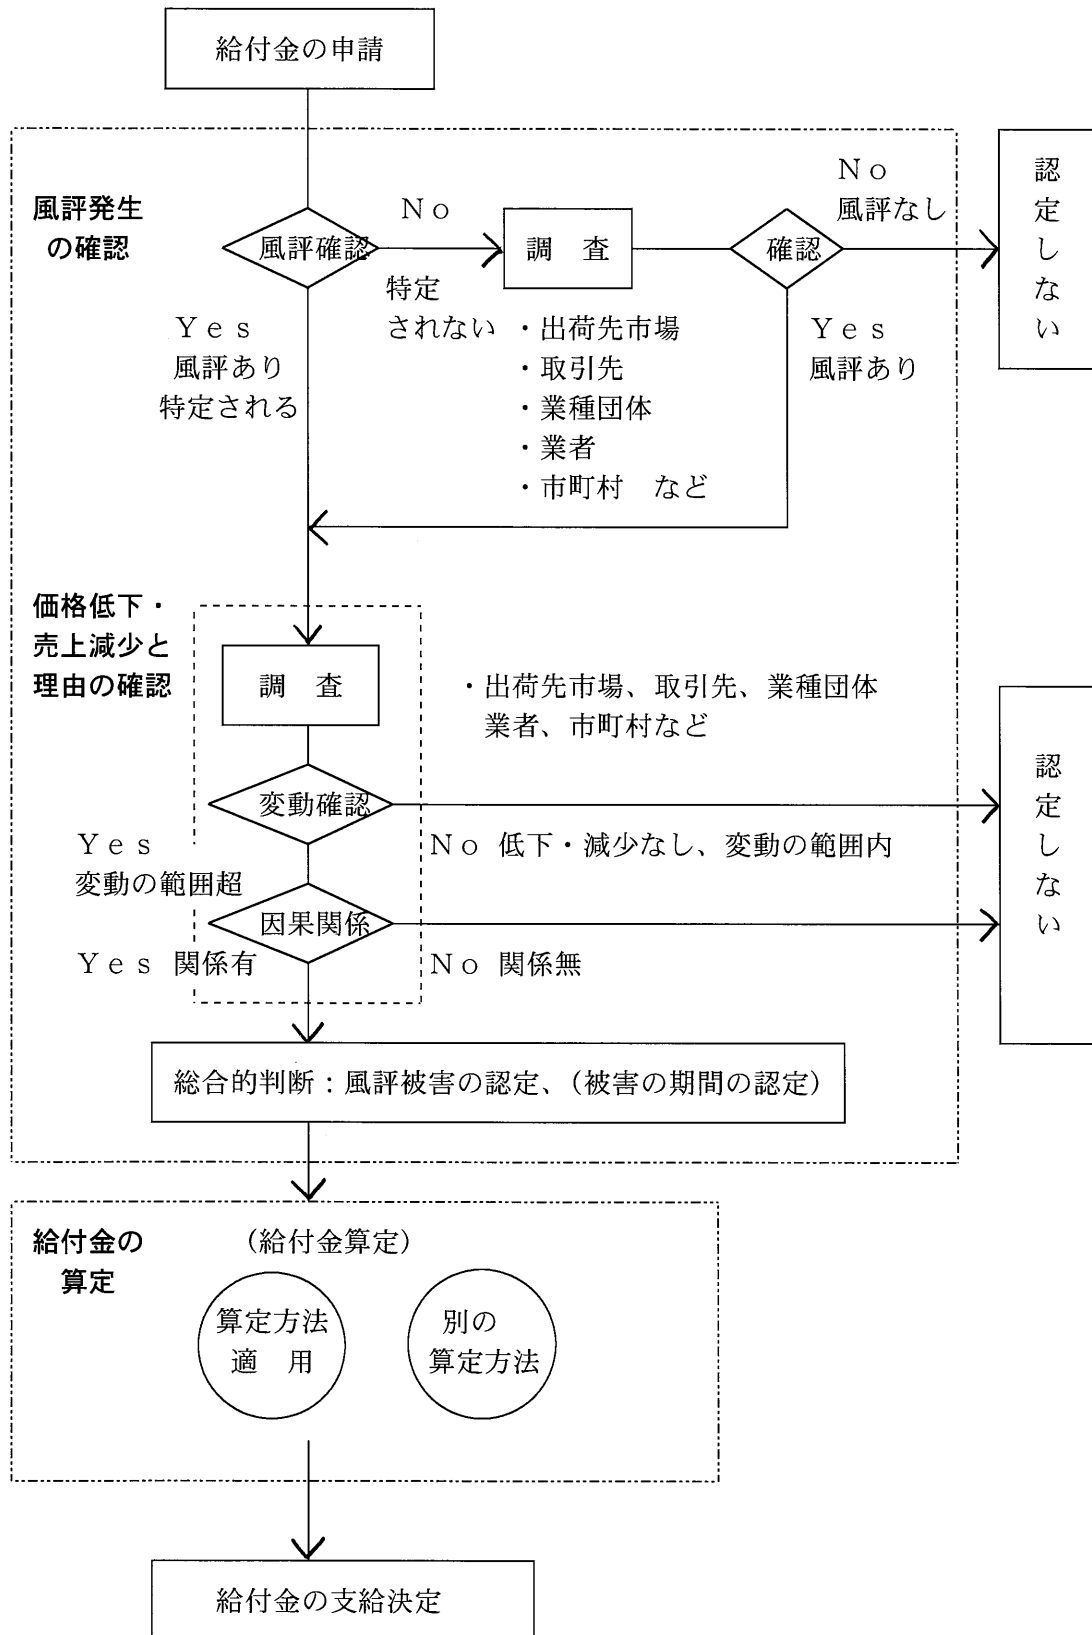 給付金の申請
風評発生
の確認
風評確認
Ｎｏ
特定
されない
調　査
・出荷先市場
・取引先
・業種団体
・業者
・市町村　など
確認
Ｎｏ
風評なし
認定しない
Ｙｅｓ
風評あり
特定される
Ｙｅｓ
風評あり
価格低下・
売上減少と
理由の確認
調　査
・出荷先市場、取引先、業種団体
業者、市町村など
変動確認
Ｙｅｓ
変動の範囲超
Ｎｏ 低下・減少なし、変動の範囲内
認定しない
因果関係
Ｙｅｓ 関係有
Ｎｏ 関係無
総合的判断：風評被害の認定、（被害の期間の認定）
給付金の
算定
（給付金算定）
算定方法
適　用
別の
算定方法
給付金の支給決定